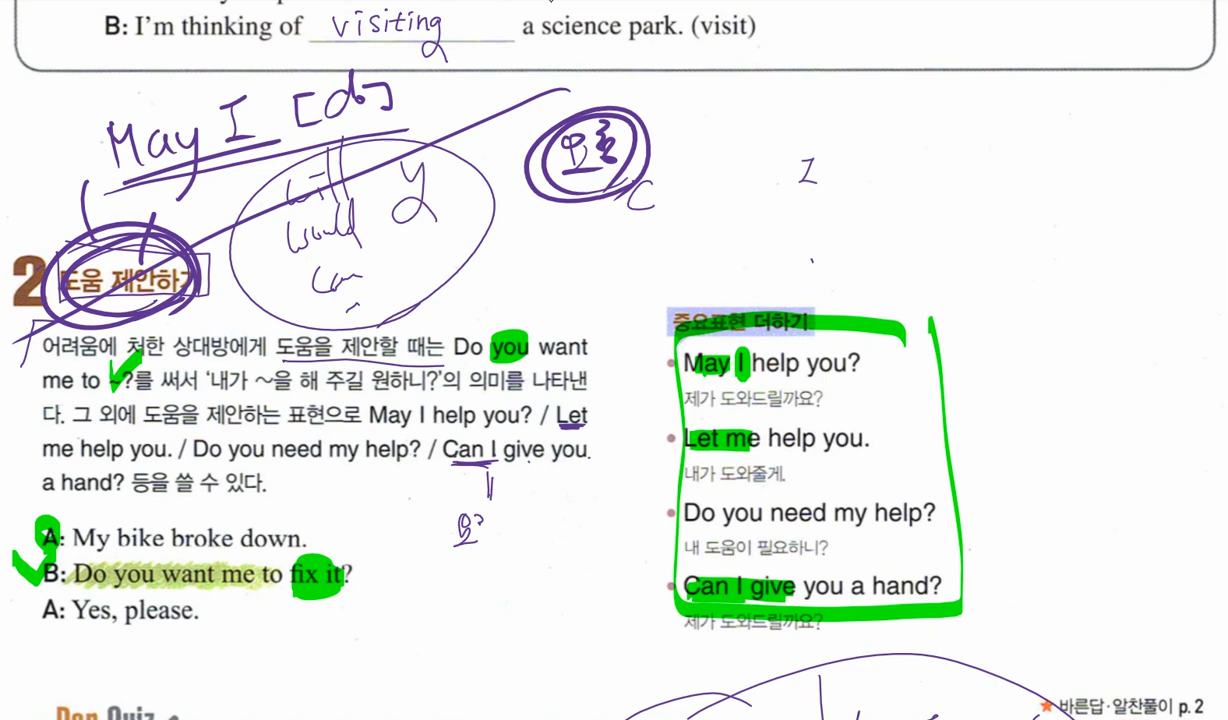 B: I'm thinking of visiting a science park. (visit)
May I [do]
will
would
Can
y
C
2 도움 제안하기
어려움에 처한 상대방에게 도움을 제안할 때는 Do you want
me to ~?를 써서 '내가 ~을 해 주길 원하니?'의 의미를 나타낸
다. 그 외에 도움을 제안하는 표현으로 May I help you? / Let
me help you. / Do you need my help? / Can I give you
a hand? 등을 쓸 수 있다.
A: My bike broke down.
B: Do you want me to fix it?
A: Yes, please.
중요표현 더하기
May I help you?
제가 도와드릴까요?
Let me help you.
내가 도와줄게.
Do you need my help?
내 도움이 필요하니?
Can I give you a hand?
제가 도와드릴까요?
Pop Quiz
★ 바른답·알찬풀이 p. 2